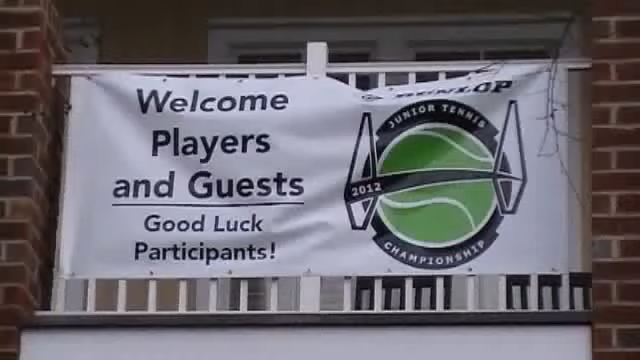 Welcome
Players
and Guests
Good Luck
Participants!
DUNLOP
JUNIOR TENNIS
2012
CHAMPIONSHIP